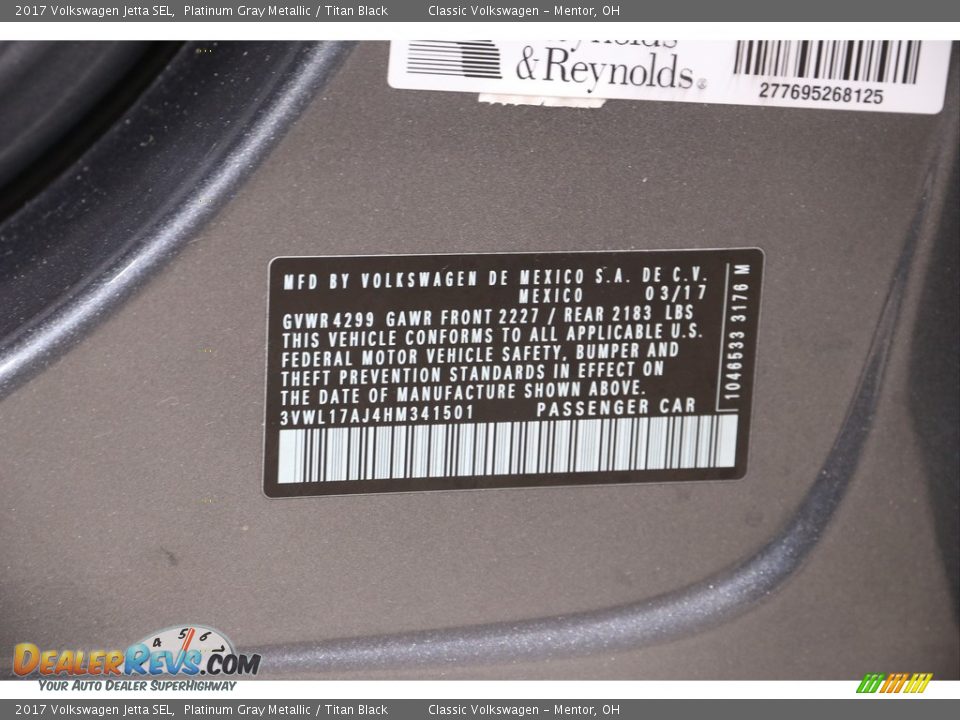 2017 Volkswagen Jetta SEL, Platinum Gray Metallic / Titan Black Classic Volkswagen – Mentor, OH
&Reynolds®
277695268125
MFD BY VOLKSWAGEN DE MEXICO S.A. DE C.V.
MEXICO 03/17
GVWR 4299 GAWR FRONT 2227 / REAR 2183 LBS
THIS VEHICLE CONFORMS TO ALL APPLICABLE U.S.
FEDERAL MOTOR VEHICLE SAFETY, BUMPER AND
THEFT PREVENTION STANDARDS IN EFFECT ON
THE DATE OF MANUFACTURE SHOWN ABOVE.
3VWL17AJ4HM341501 PASSENGER CAR
1046533 3176 M
4 5 6
DEALERREVS.COM
YOUR AUTO DEALER SUPERHIGHWAY
2017 Volkswagen Jetta SEL, Platinum Gray Metallic / Titan Black Classic Volkswagen – Mentor, OH